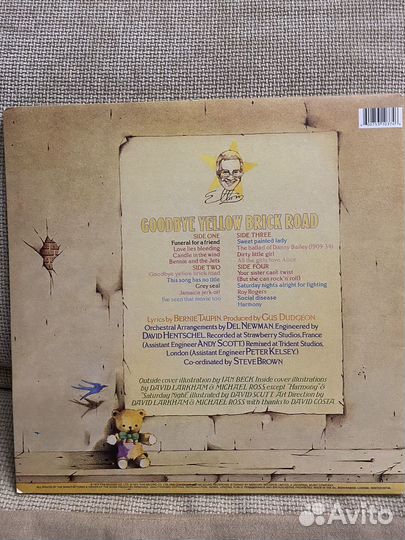 Elton
GOODBYE YELLOW BRICK ROAD
SIDE ONE
Funeral for a friend
Love lies bleeding
Candle in the wind
Bennie and the Jets
SIDE TWO
Goodbye yellow brick road
This song has no title
Grey seal
Jamaica jerk-off
I've seen that movie too
SIDE THREE
Sweet painted lady
The ballad of Danny Bailey (1909-34)
Dirty little girl
All the girls love Alice
SIDE FOUR
Your sister cant twist
(But she can rock'n roll)
Saturday nights alright for fighting
Roy Rogers
Social disease
Harmony
Lyrics by BERNIE TAUPIN. Produced by GUS DUDGEON.
Orchestral Arrangements by DEL NEWMAN, Engineered by
DAVID HENTSCHEL, Recorded at Strawberry Studios, France
(Assistant Engineer ANDY SCOTT) Remixed at Trident Studios,
London (Assistant Engineer PETER KELSEY)
Co-ordinated by STEVE BROWN
Outside cover illustration by IAN BECK Inside cover illustrations
by DAVID LARKHAM & MICHAEL ROSS except "Harmony" &
"Saturday Night", illustrated by DAVID SCUTT. Art Direction by
DAVID LARKHAM & MICHAEL ROSS with thanks to DAVID COSTA
Avito